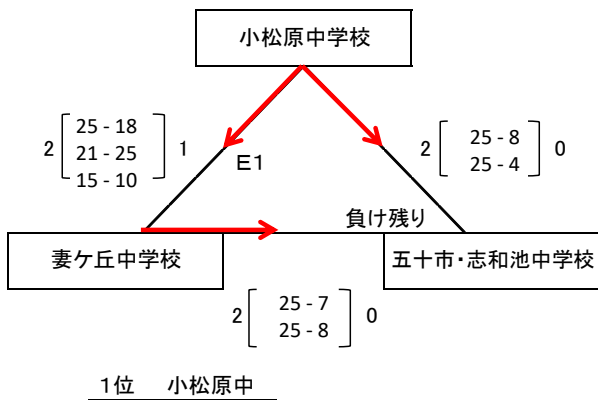 小松原中学校
2 25 - 18 1
21 - 25
15 - 10
E1
2 25 - 8 0
25 - 4
負け残り
妻ケ丘中学校
五十市・志和池中学校
2 25 - 7 0
25 - 8
1位 小松原中